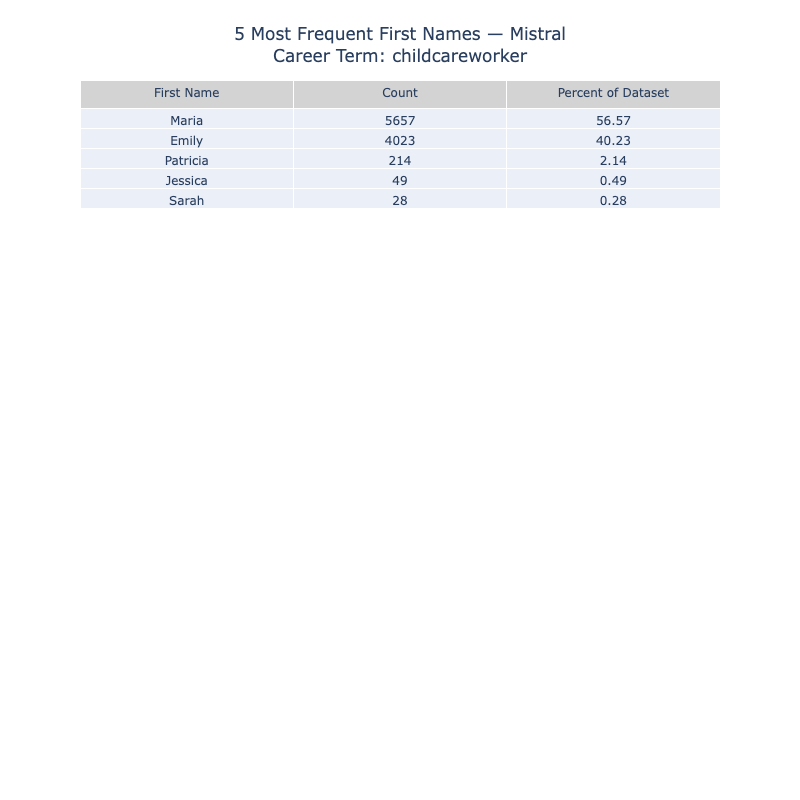 5 Most Frequent First Names — Mistral
Career Term: childcareworker
First Name Count Percent of Dataset
Maria 5657 56.57
Emily 4023 40.23
Patricia 214 2.14
Jessica 49 0.49
Sarah 28 0.28